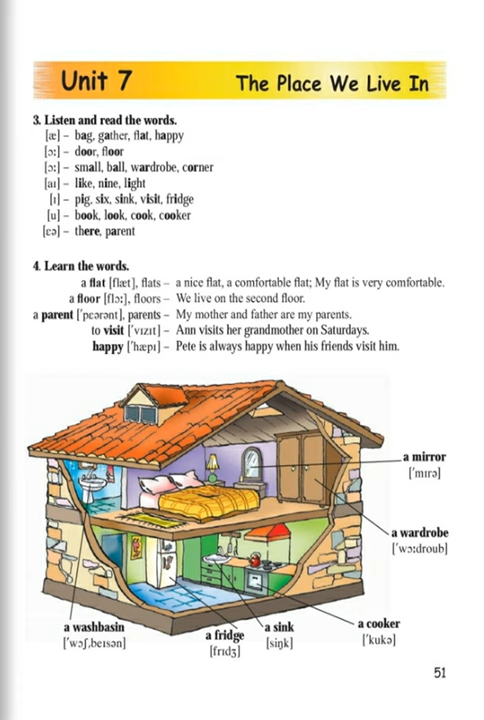 Unit 7 The Place We Live In
3. Listen and read the words.
[æ] – bag, gather, flat, happy
[ɔ:] – door, floor
[ɔ:] – small, ball, wardrobe, corner
[aɪ] – like, nine, light
[ɪ] – pig, six, sink, visit, fridge
[u] – book, look, cook, cooker
[ɛə] – there, parent
4. Learn the words.
a flat [flæt], flats – a nice flat, a comfortable flat; My flat is very comfortable.
a floor [flɔ:], floors – We live on the second floor.
a parent ['pɛərənt], parents – My mother and father are my parents.
to visit ['vɪzɪt] – Ann visits her grandmother on Saturdays.
happy ['hæpɪ] – Pete is always happy when his friends visit him.
a mirror
['mɪrə]
a wardrobe
['wɔ:droub]
a washbasin
['wɔʃ,beɪsən]
a fridge
[frɪdʒ]
a sink
[siŋk]
a cooker
['kukə]
51